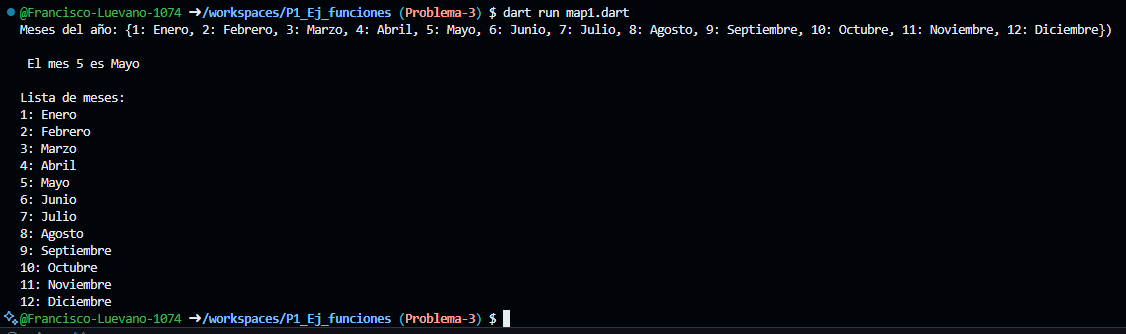 @Francisco-Luevano-1074 ➜/workspaces/P1_Ej_funciones (Problema-3) $ dart run map1.dart
Meses del año: {1: Enero, 2: Febrero, 3: Marzo, 4: Abril, 5: Mayo, 6: Junio, 7: Julio, 8: Agosto, 9: Septiembre, 10: Octubre, 11: Noviembre, 12: Diciembre})
El mes 5 es Mayo
Lista de meses:
1: Enero
2: Febrero
3: Marzo
4: Abril
5: Mayo
6: Junio
7: Julio
8: Agosto
9: Septiembre
10: Octubre
11: Noviembre
12: Diciembre
@Francisco-Luevano-1074 ➜/workspaces/P1_Ej_funciones (Problema-3) $